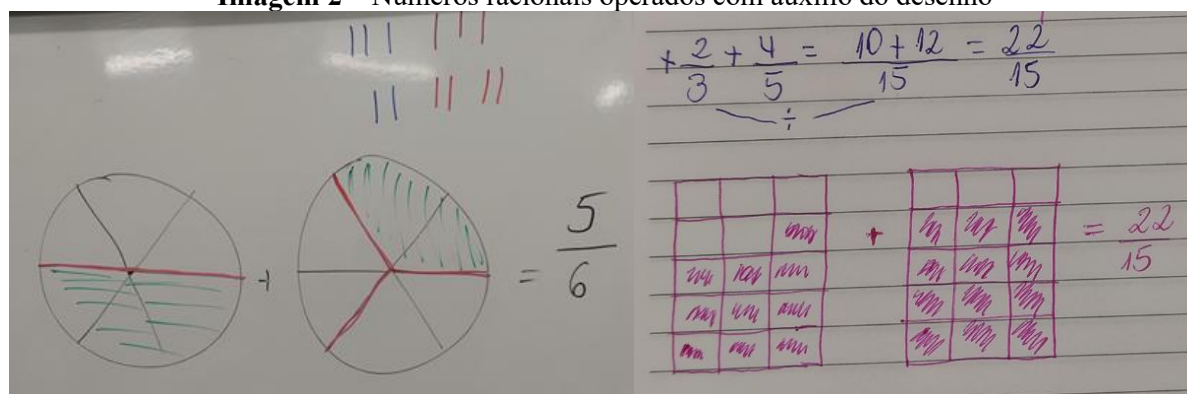 Imagem 2 – Números racionais operados com auxílio do desenho
+ = 5/6
+ 2/3 + 4/5 = 10+12/15 = 22/15
÷
+ = 22/15